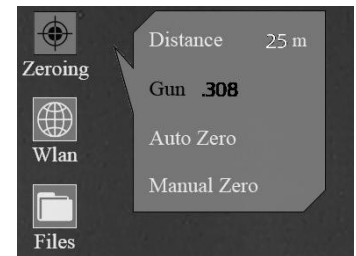 Zeroing
Wlan
Files
Distance 25 m
Gun .308
Auto Zero
Manual Zero